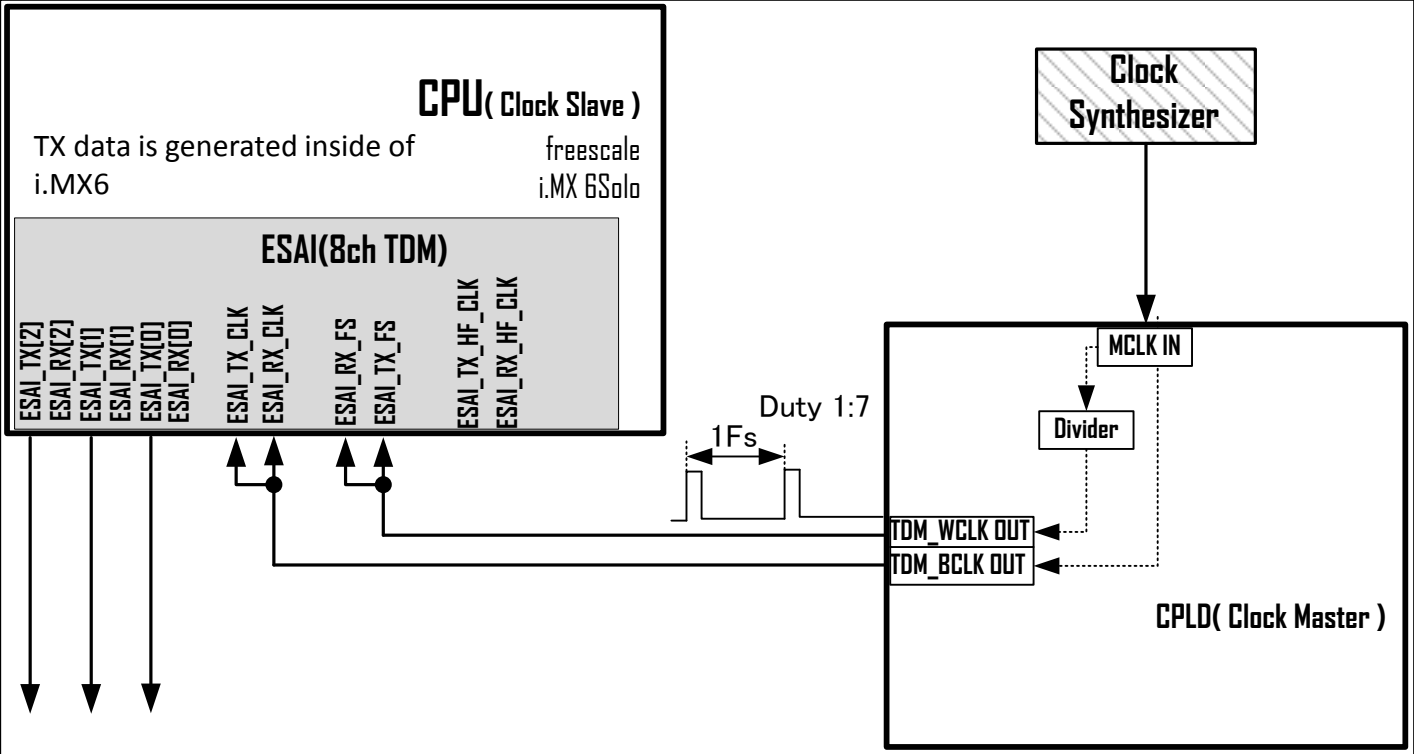 CPU( Clock Slave )
TX data is generated inside of
i.MX6
freescale
i.MX 6Solo
ESAI(8ch TDM)
ESAI_TX[2]
ESAI_RX[2]
ESAI_TX[1]
ESAI_RX[1]
ESAI_TX[0]
ESAI_RX[0]
ESAI_TX_CLK
ESAI_RX_CLK
ESAI_RX_FS
ESAI_TX_FS
ESAI_TX_HF_CLK
ESAI_RX_HF_CLK
Duty 1:7
1Fs
Clock
Synthesizer
MCLK IN
Divider
TDM_WCLK OUT
TDM_BCLK OUT
CPLD( Clock Master )